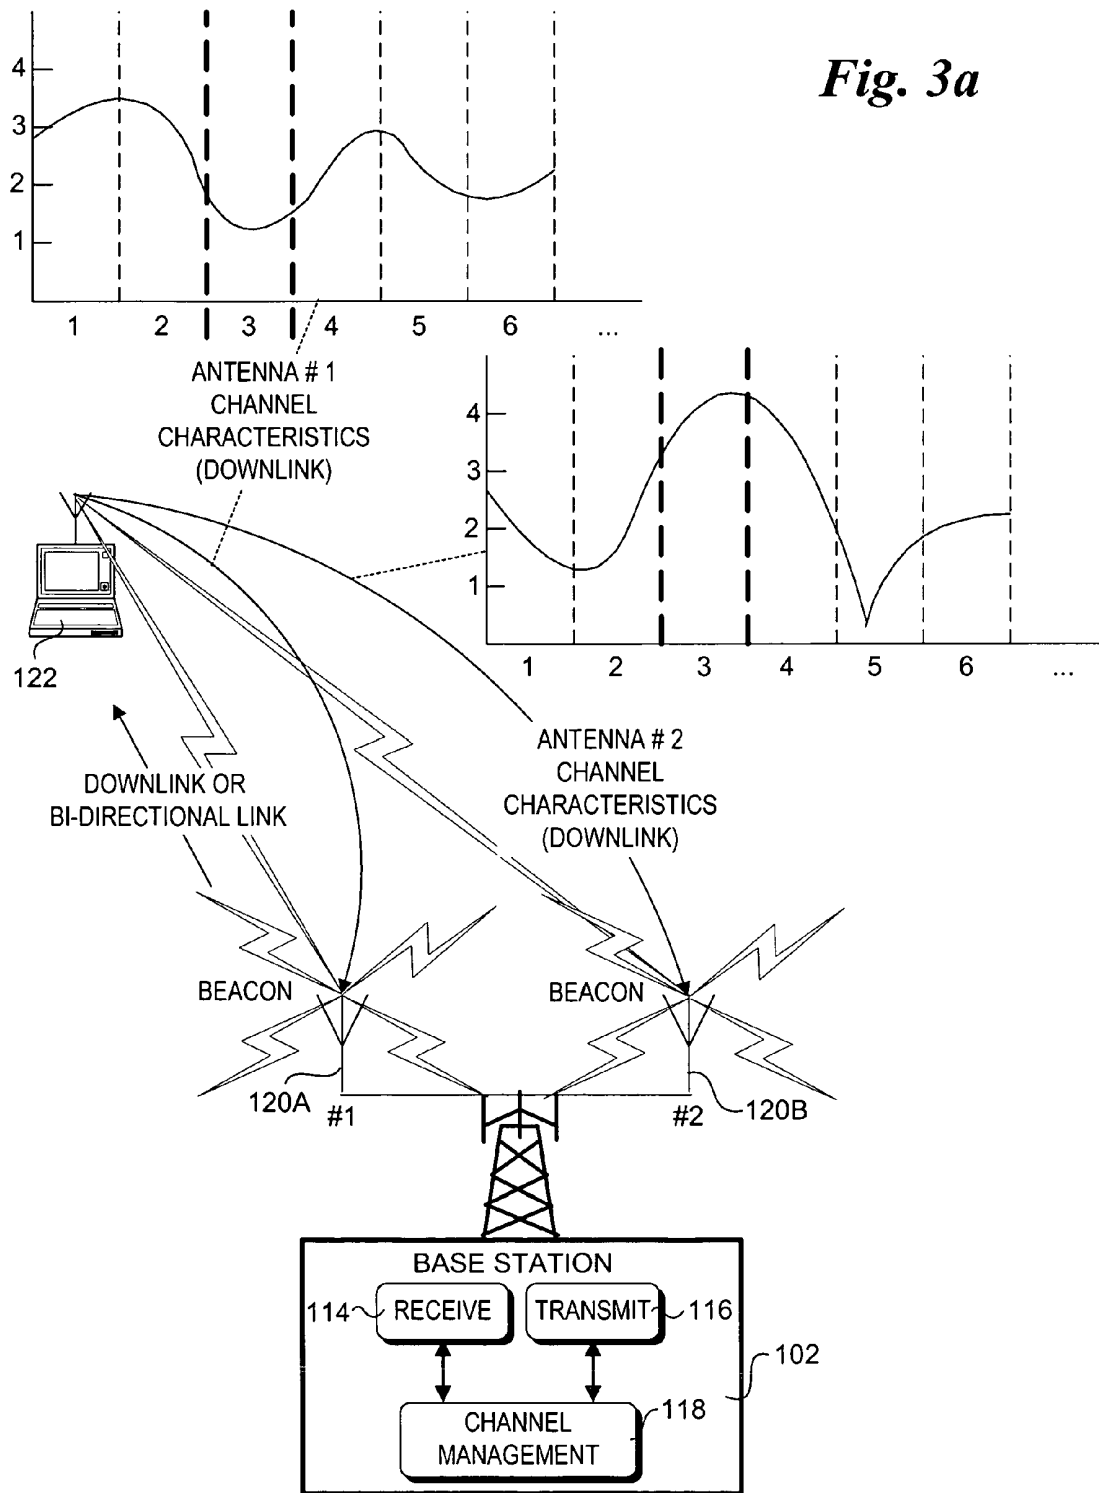 Fig. 3a
4
3
2
1
1 2 3 4 5 6 ...
ANTENNA # 1
CHANNEL
CHARACTERISTICS
(DOWNLINK)
4
3
2
1
1 2 3 4 5 6 ...
122
ANTENNA # 2
CHANNEL
CHARACTERISTICS
(DOWNLINK)
DOWNLINK OR
BI-DIRECTIONAL LINK
BEACON
BEACON
120A
#1
#2
120B
BASE STATION
114
RECEIVE
TRANSMIT
116
102
CHANNEL
MANAGEMENT
118